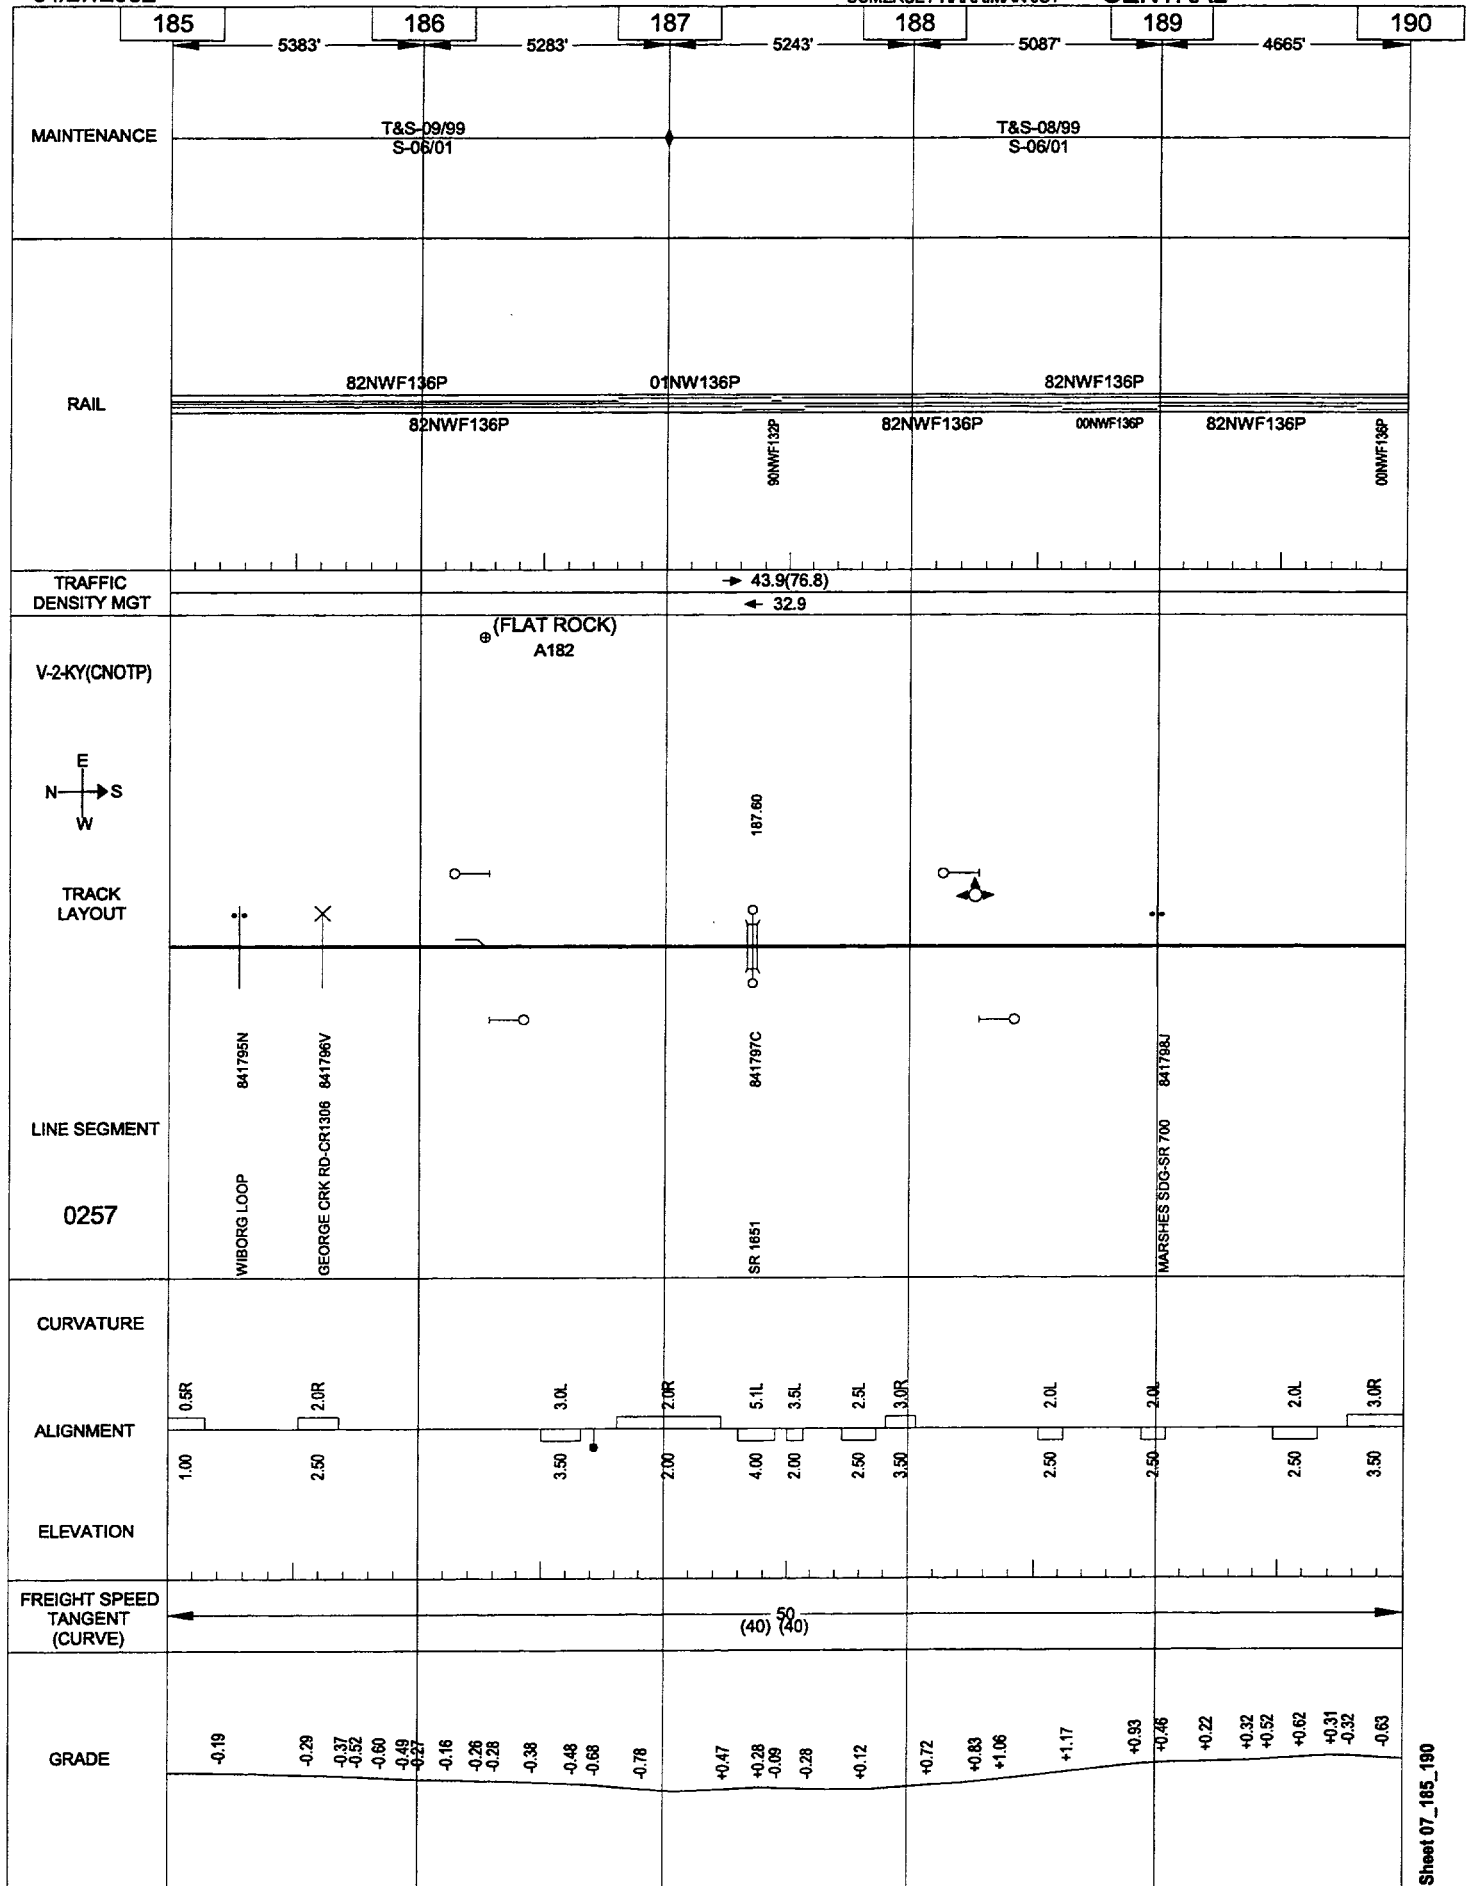 185 186 187 188 189 190
5383' 5283' 5243' 5087' 4665'
MAINTENANCE
T&S-09/99
S-06/01
T&S-08/99
S-06/01
RAIL
82NWF136P 01NW136P 82NWF136P
82NWF136P 90NWF132P 82NWF136P 00NWF136P 82NWF136P 00NWF136P
TRAFFIC
DENSITY MGT
43.9(76.8)
32.9
(FLAT ROCK)
A182
V-2-KY(CNOTP)
E
N S
W
187.60
TRACK
LAYOUT
LINE SEGMENT
0257
WIBORG LOOP 841795N
GEORGE CRK RD-CR1306 841796V
SR 1651 841797C
MARSHES SDG-SR 700 841798J
CURVATURE
0.5R 2.0R 3.0L 2.0R 5.1L 3.5L 2.5L 3.0R 2.0L 2.0L 2.0L 3.0R
ALIGNMENT
1.00 2.50 3.50 2.00 4.00 2.00 2.50 3.50 2.50 2.50 2.50 3.50
ELEVATION
FREIGHT SPEED
TANGENT
(CURVE)
50
(40) (40)
GRADE
-0.19 -0.29 -0.37 -0.52 -0.60 -0.49 -0.27 -0.16 -0.26 -0.28 -0.38 -0.48 -0.68 -0.78 +0.47 +0.28 -0.09 -0.28 +0.12 +0.72 +0.83 +1.06 +1.17 +0.93 +0.46 +0.22 +0.32 +0.52 +0.62 +0.31 -0.32 -0.63
Sheet 07_185_190